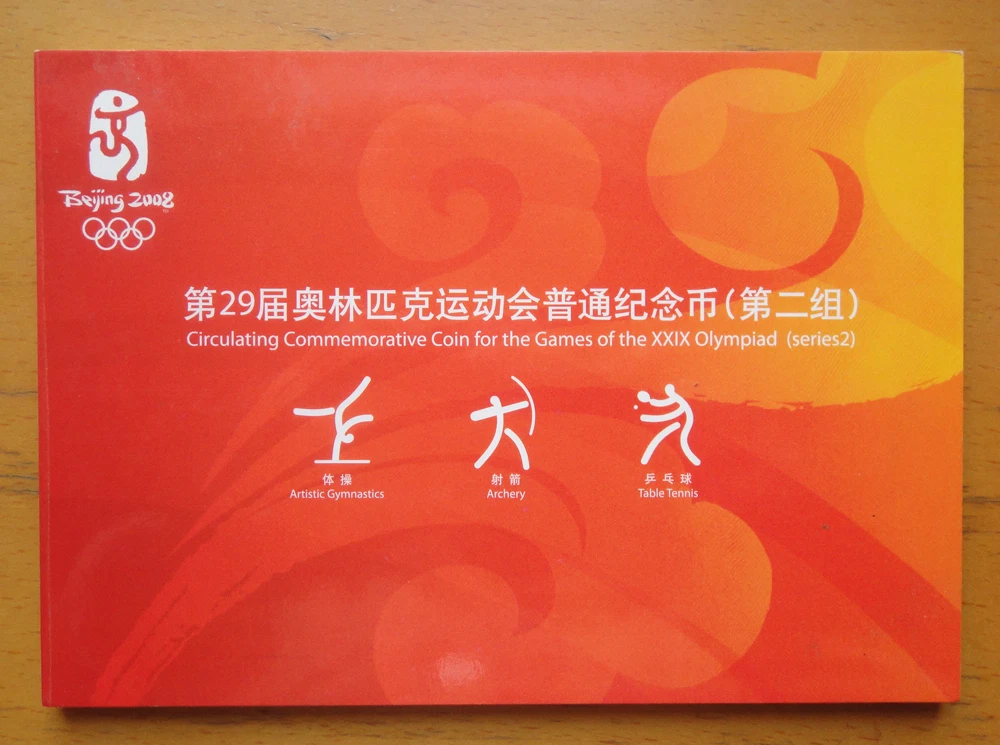 Beijing 2008
第29届奥林匹克运动会普通纪念币(第二组)
Circulating Commemorative Coin for the Games of the XXIX Olympiad (series2)
体操
Artistic Gymnastics
射箭
Archery
乒乓球
Table Tennis